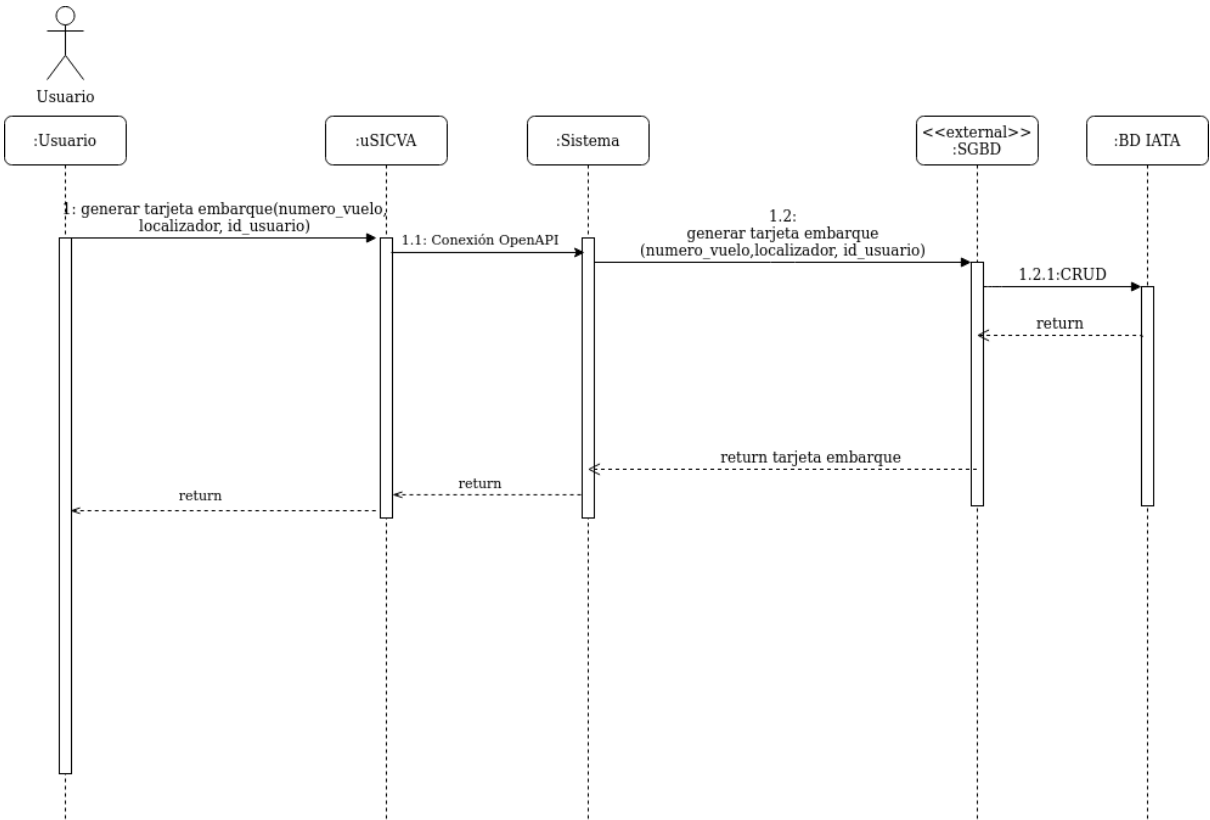 Usuario
:Usuario
:uSICVA
:Sistema
<<external>>
:SGBD
:BD IATA
1: generar tarjeta embarque(numero_vuelo,
localizador, id_usuario)
1.1: Conexión OpenAPI
1.2:
generar tarjeta embarque
(numero_vuelo,localizador, id_usuario)
1.2.1:CRUD
return
return tarjeta embarque
return
return